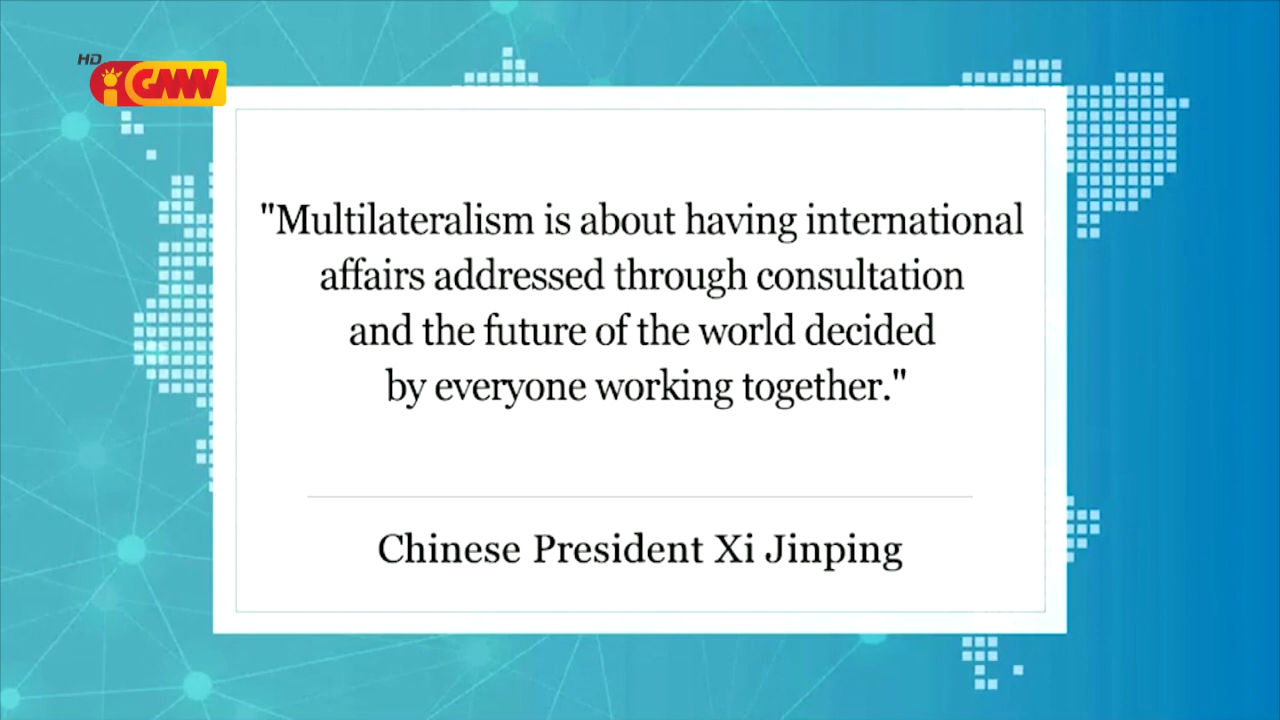 HD
iGMW
"Multilateralism is about having international
affairs addressed through consultation
and the future of the world decided
by everyone working together."
Chinese President Xi Jinping